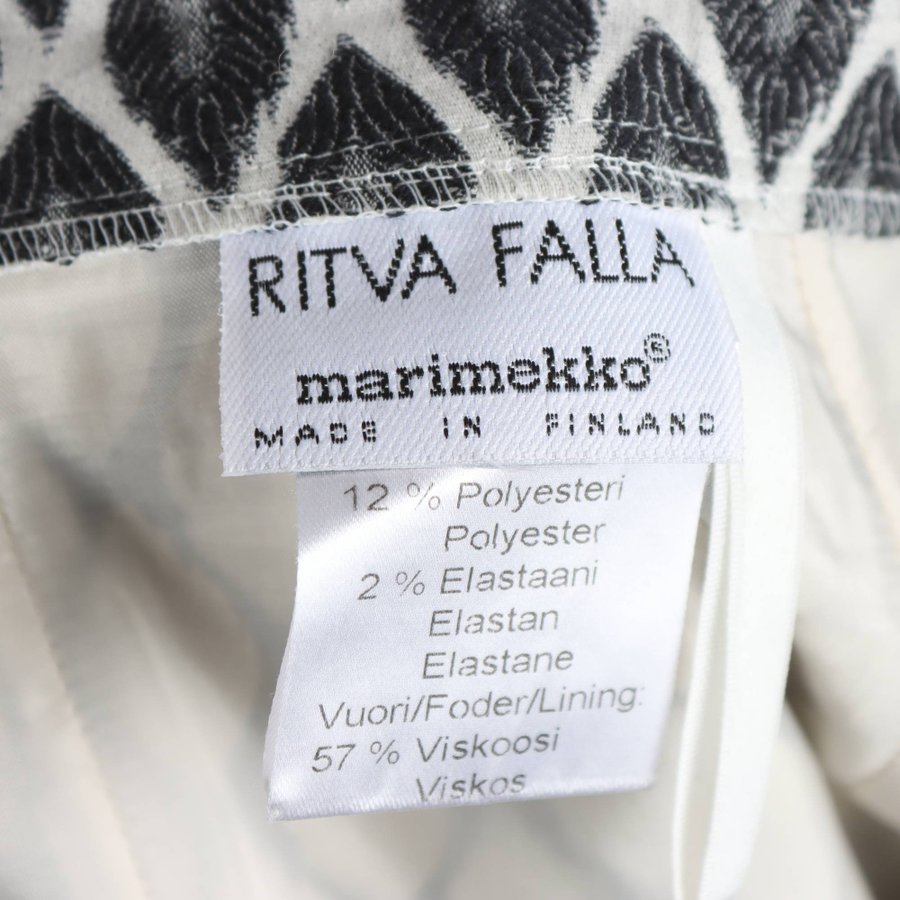 RITVA FALLA
marimekko®
MADE IN FINLAND
12 % Polyesteri
Polyester
2 % Elastaani
Elastan
Elastane
Vuori/Foder/Lining:
57 % Viskoosi
Viskos